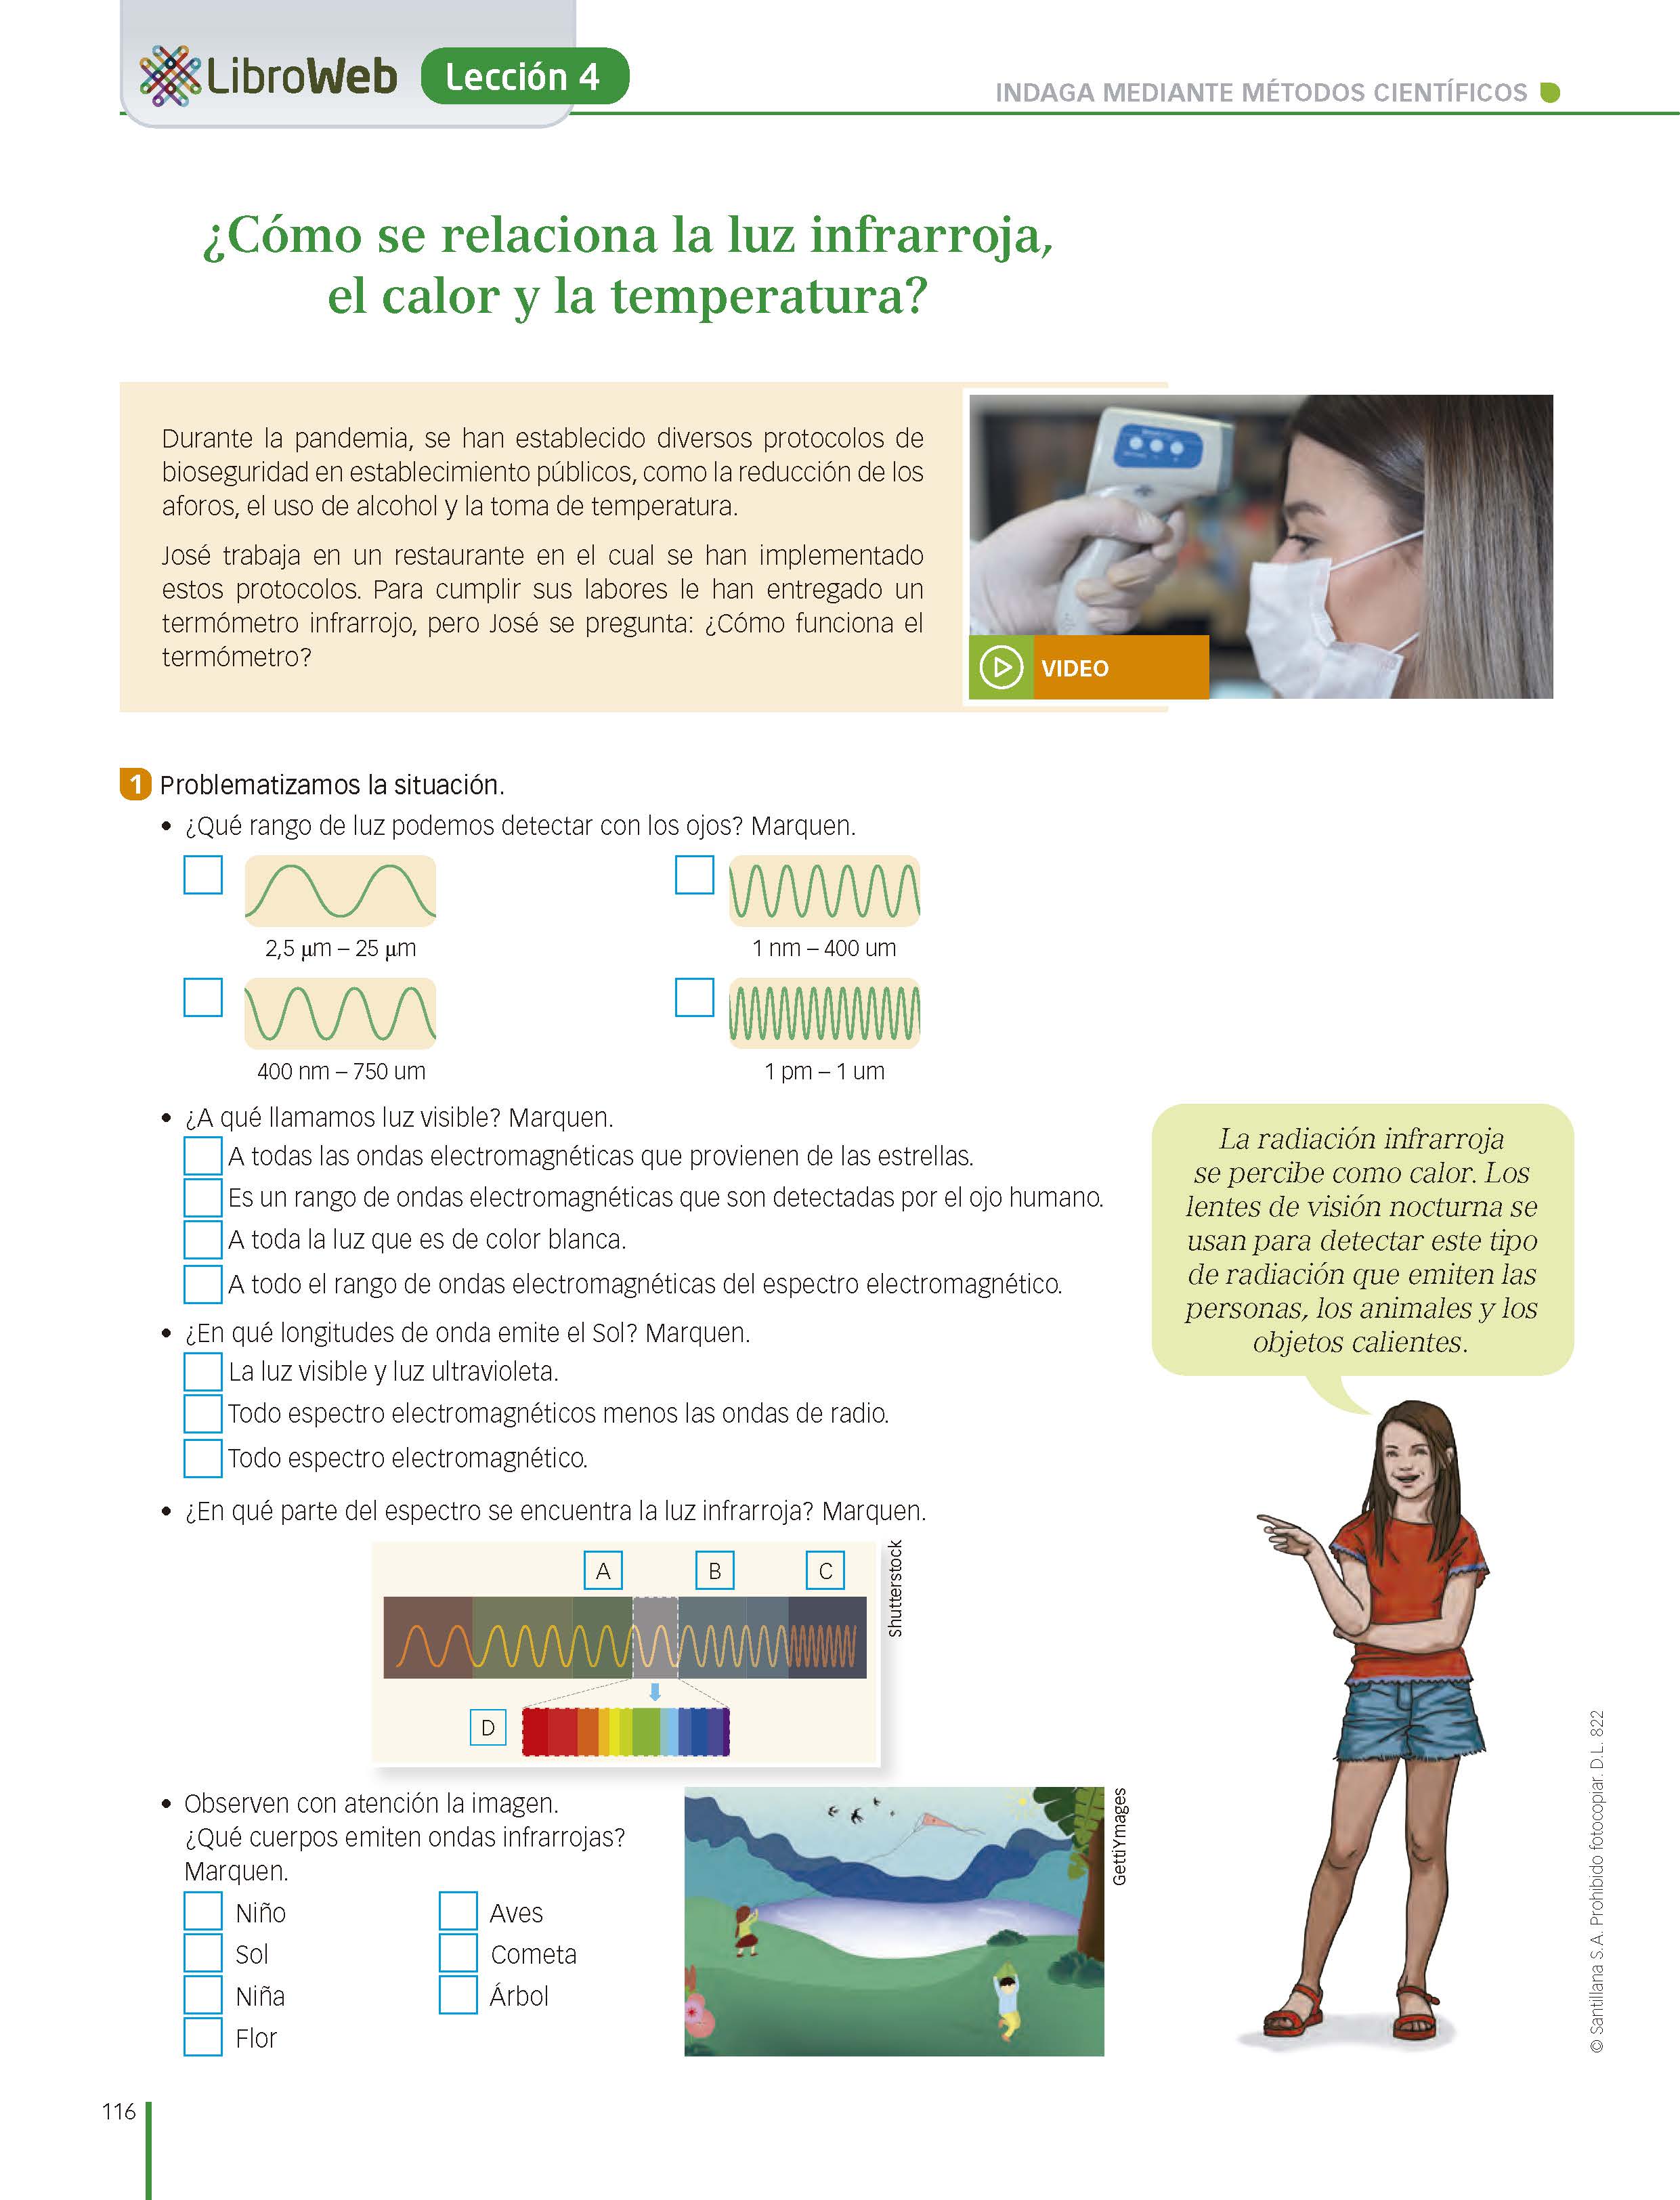 LibroWeb
Lección 4
INDAGA MEDIANTE MÉTODOS CIENTÍFICOS
¿Cómo se relaciona la luz infrarroja,
el calor y la temperatura?
Durante la pandemia, se han establecido diversos protocolos de
bioseguridad en establecimiento públicos, como la reducción de los
aforos, el uso de alcohol y la toma de temperatura.
José trabaja en un restaurante en el cual se han implementado
estos protocolos. Para cumplir sus labores le han entregado un
termómetro infrarrojo, pero José se pregunta: ¿Cómo funciona el
termómetro?
VIDEO
1 Problematizamos la situación.
• ¿Qué rango de luz podemos detectar con los ojos? Marquen.
2,5 µm – 25 µm
1 nm – 400 um
400 nm – 750 um
1 pm – 1 um
• ¿A qué llamamos luz visible? Marquen.
A todas las ondas electromagnéticas que provienen de las estrellas.
Es un rango de ondas electromagnéticas que son detectadas por el ojo humano.
A toda la luz que es de color blanca.
A todo el rango de ondas electromagnéticas del espectro electromagnético.
• ¿En qué longitudes de onda emite el Sol? Marquen.
La luz visible y luz ultravioleta.
Todo espectro electromagnéticos menos las ondas de radio.
Todo espectro electromagnético.
• ¿En qué parte del espectro se encuentra la luz infrarroja? Marquen.
A
B
C
D
Shutterstock
La radiación infrarroja
se percibe como calor. Los
lentes de visión nocturna se
usan para detectar este tipo
de radiación que emiten las
personas, los animales y los
objetos calientes.
• Observen con atención la imagen.
¿Qué cuerpos emiten ondas infrarrojas?
Marquen.
Niño
Sol
Niña
Flor
Aves
Cometa
Árbol
GettiYmages
© Santillana S.A. Prohibido fotocopiar. D.L. 822
116